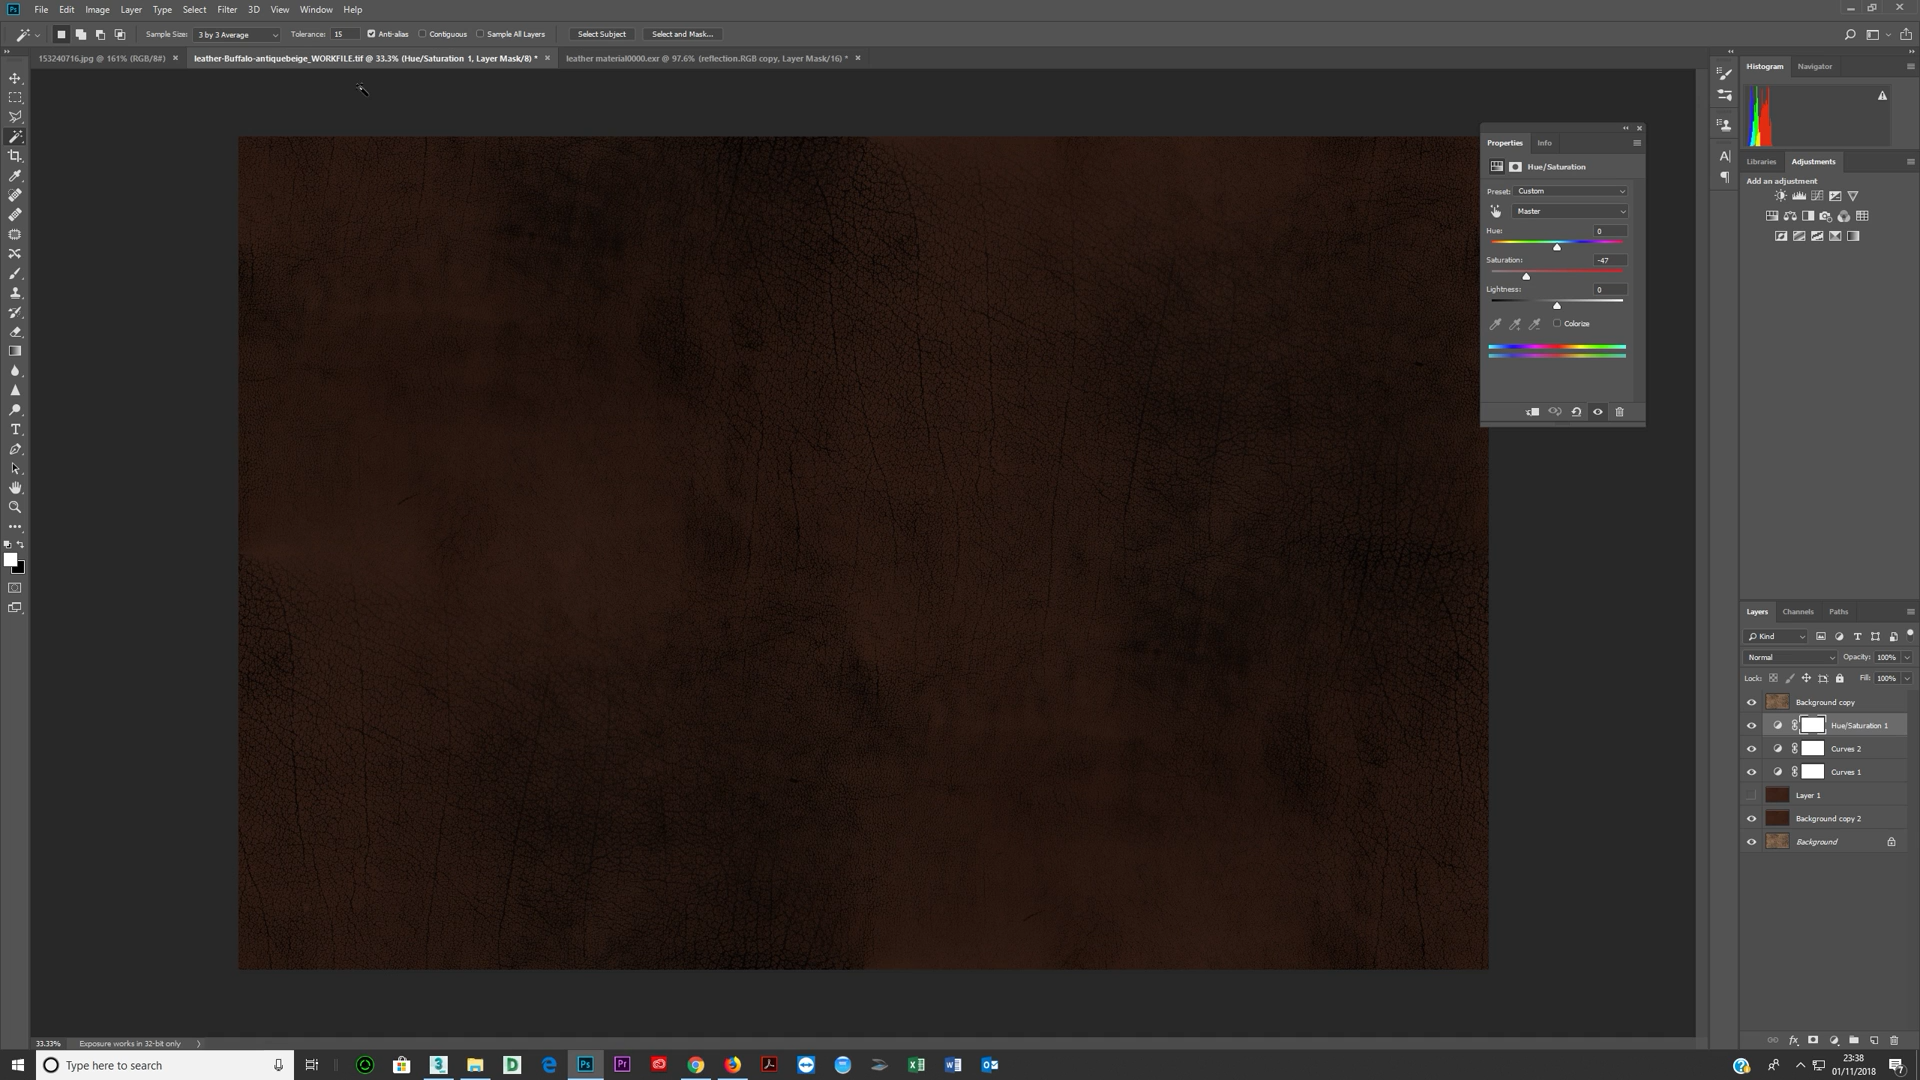 Ps File Edit Image Layer Type Select Filter 3D View Window Help
Sample Size: 3 by 3 Average Tolerance: 15 Anti-alias Contiguous Sample All Layers Select Subject Select and Mask...
153240716.jpg @ 161% (RGB/8#) × leather-Buffalo-antiquebeige_WORKFILE.tif @ 33.3% (Hue/Saturation 1, Layer Mask/8) * × leather material0000.exr @ 97.6% (reflection.RGB copy, Layer Mask/16) * ×
Histogram Navigator
Properties Info
Hue/Saturation
Preset: Custom
Master
Hue: 0
Saturation: -47
Lightness: 0
Colorize
Libraries Adjustments
Add an adjustment
Layers Channels Paths
Kind
Normal Opacity: 100%
Lock: Fill: 100%
Background copy
Hue/Saturation 1
Curves 2
Curves 1
Layer 1
Background copy 2
Background
33.33% Exposure works in 32-bit only
Type here to search
23:38
01/11/2018